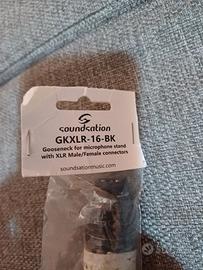 soundsation
GKXLR-16-BK
Gooseneck for microphone stand
with XLR Male/Female connectors
soundsationmusic.com